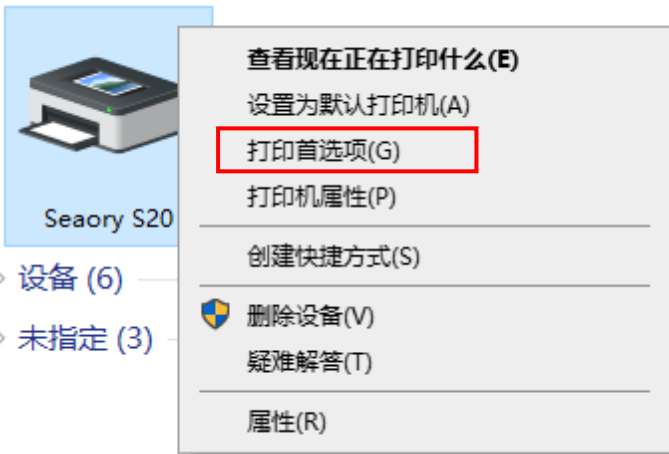 查看现在正在打印什么(E)
设置为默认打印机(A)
打印首选项(G)
打印机属性(P)
创建快捷方式(S)
删除设备(V)
疑难解答(T)
属性(R)
Seaory S20
设备 (6)
未指定 (3)